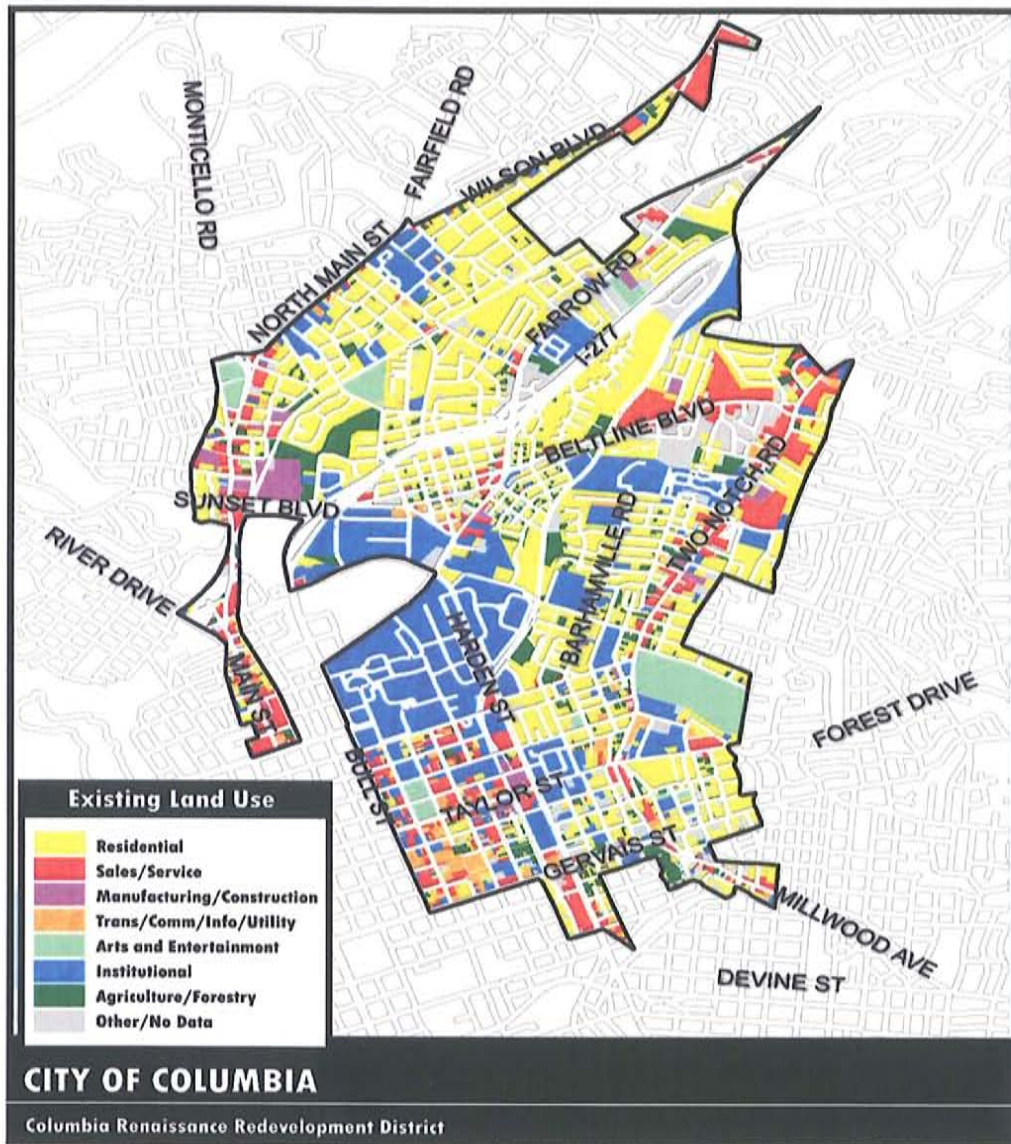 MONTICELLO RD
FAIRFIELD RD
WILSON BLVD
NORTH MAIN ST
FARROW RD
I-277
BELTLINE BLVD
SUNSET BLVD
TWO NOTCH RD
RIVER DRIVE
BARHAMVILLE RD
HARDEN ST
MAIN ST
FOREST DRIVE
BULL ST
TAYLOR ST
GERVAIS ST
MILLWOOD AVE
DEVINE ST
Existing Land Use
Residential
Sales/Service
Manufacturing/Construction
Trans/Comm/Info/Utility
Arts and Entertainment
Institutional
Agriculture/Forestry
Other/No Data
CITY OF COLUMBIA
Columbia Renaissance Redevelopment District